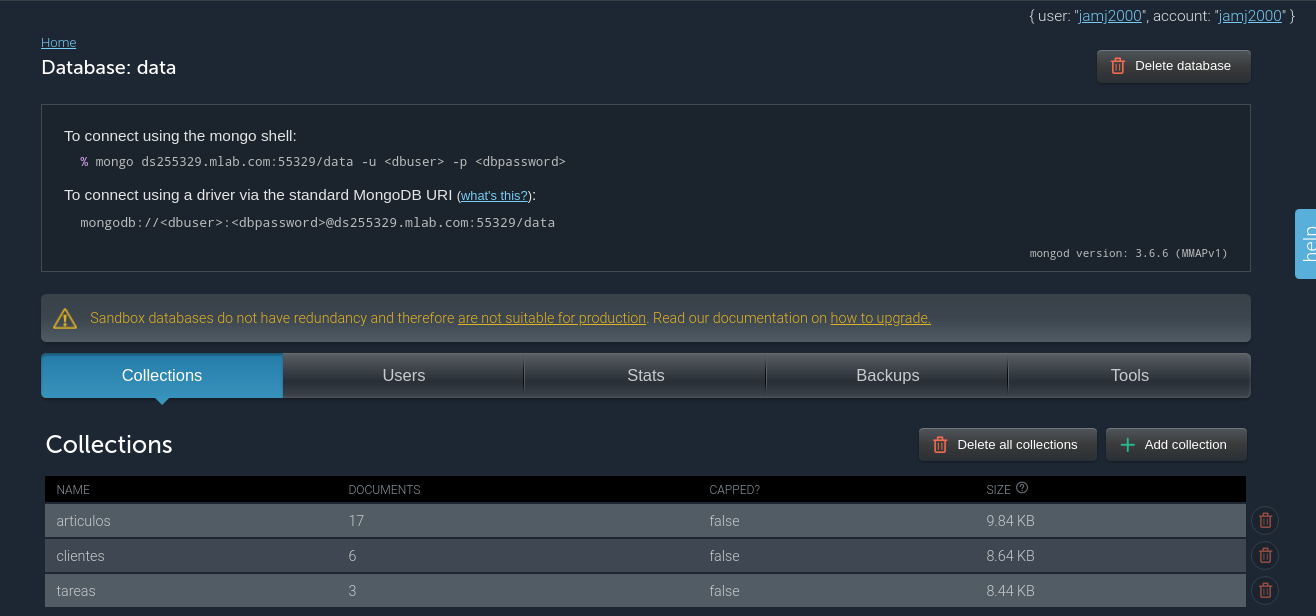 { user: "jamj2000", account: "jamj2000" }
Home
Database: data
Delete database
To connect using the mongo shell:
% mongo ds255329.mlab.com:55329/data -u <dbuser> -p <dbpassword>
To connect using a driver via the standard MongoDB URI (what's this?):
mongodb://<dbuser>:<dbpassword>@ds255329.mlab.com:55329/data
mongod version: 3.6.6 (MMAPv1)
help
Sandbox databases do not have redundancy and therefore are not suitable for production. Read our documentation on how to upgrade.
Collections Users Stats Backups Tools
Collections
Delete all collections Add collection
NAME DOCUMENTS CAPPED? SIZE ?
articulos 17 false 9.84 KB
clientes 6 false 8.64 KB
tareas 3 false 8.44 KB